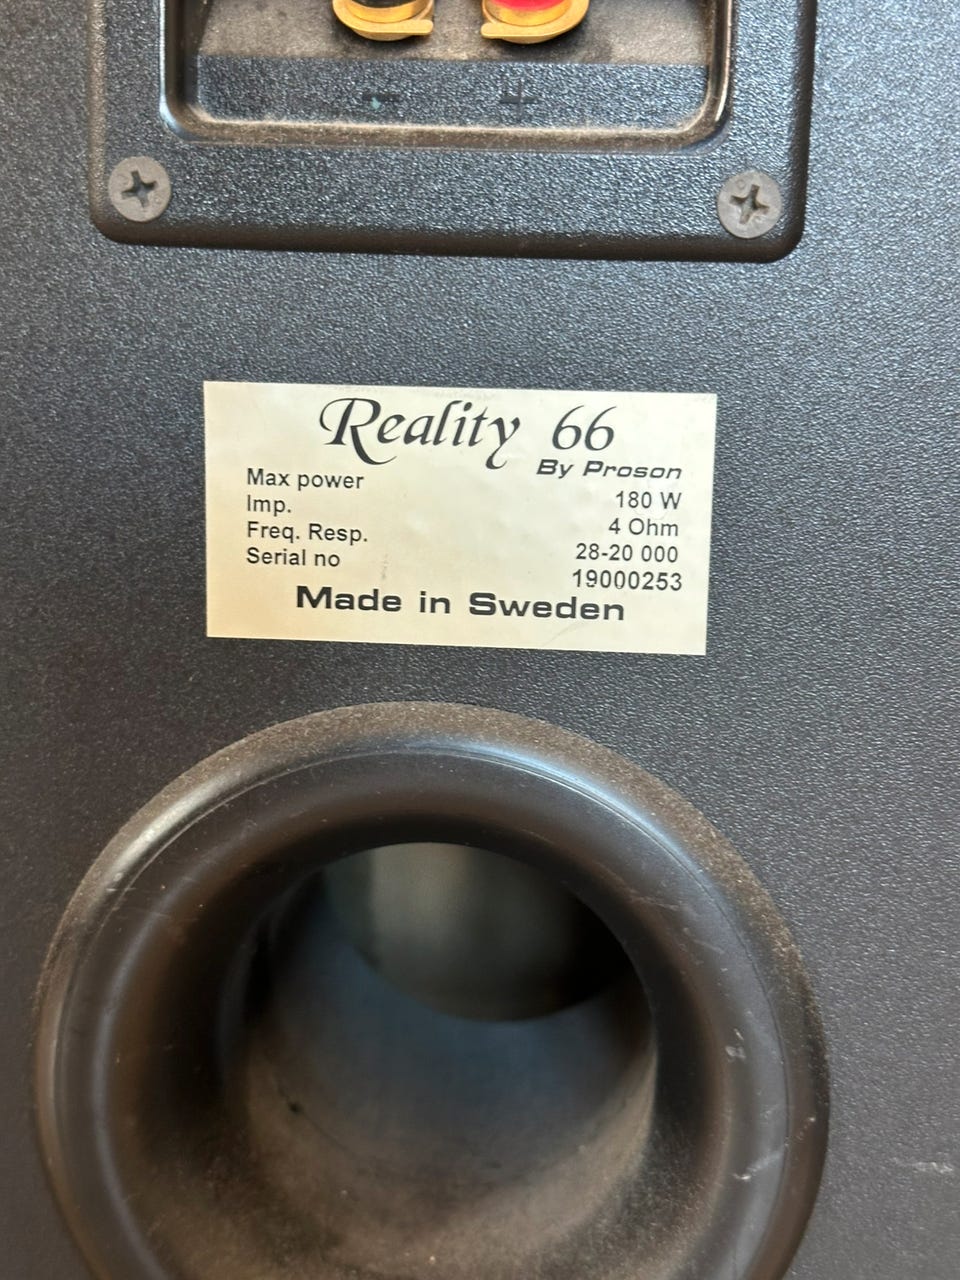 − +
Reality 66
By Proson
Max power 180 W
Imp. 4 Ohm
Freq. Resp. 28-20 000
Serial no 19000253
Made in Sweden